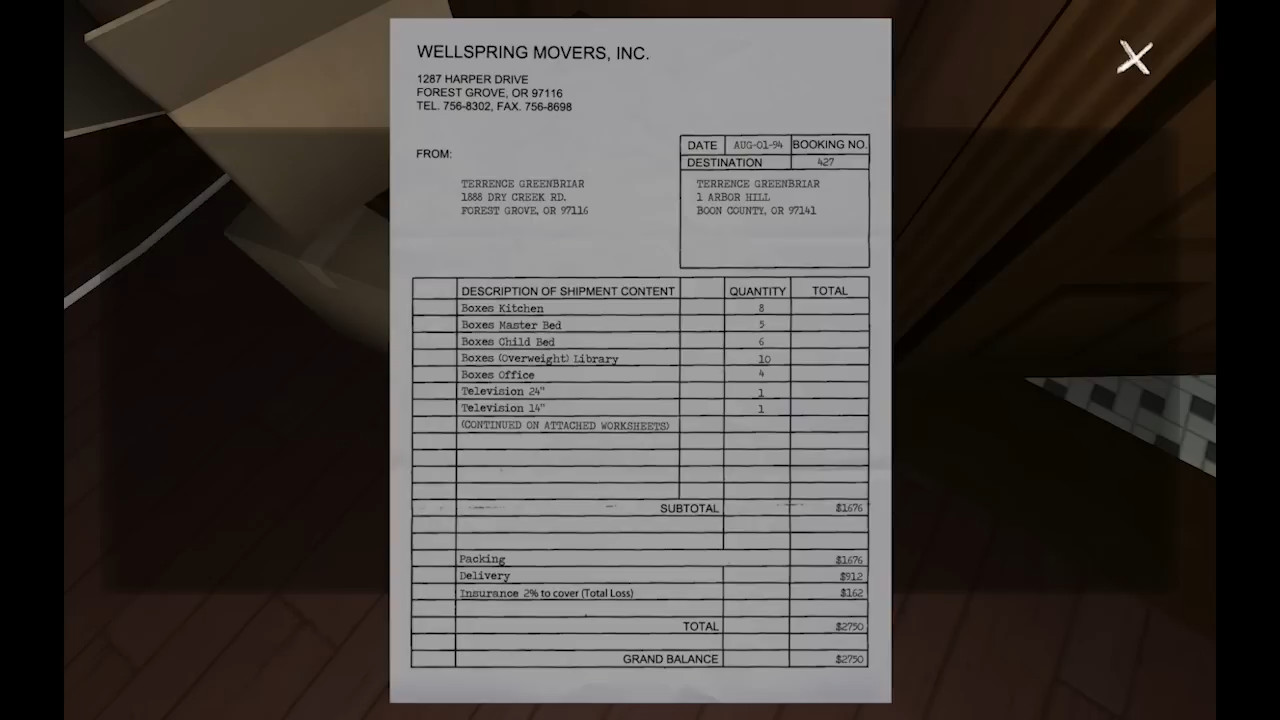 WELLSPRING MOVERS, INC.
1287 HARPER DRIVE
FOREST GROVE, OR 97116
TEL. 756-8302, FAX. 756-8698
DATE AUG-01-94 BOOKING NO.
DESTINATION 427
FROM:
TERRENCE GREENBRIAR
1888 DRY CREEK RD.
FOREST GROVE, OR 97116
TERRENCE GREENBRIAR
1 ARBOR HILL
BOON COUNTY, OR 97141
DESCRIPTION OF SHIPMENT CONTENT QUANTITY TOTAL
Boxes Kitchen 8
Boxes Master Bed 5
Boxes Child Bed 6
Boxes (Overweight) Library 10
Boxes Office 4
Television 24" 1
Television 14" 1
(CONTINUED ON ATTACHED WORKSHEETS)
SUBTOTAL $1676
Packing $1676
Delivery $912
Insurance 2% to cover (Total Loss) $162
TOTAL $2750
GRAND BALANCE $2750